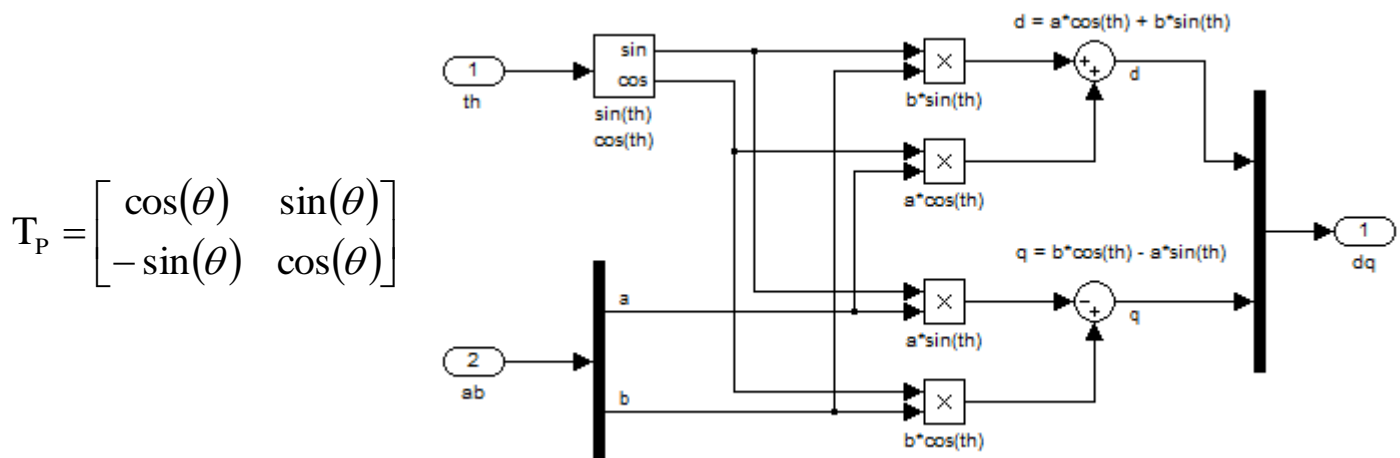 T_P = [ cos(θ) sin(θ)
-sin(θ) cos(θ) ]
1
th
sin
cos
sin(th)
cos(th)
2
ab
a
b
×
b*sin(th)
×
a*cos(th)
×
a*sin(th)
×
b*cos(th)
d = a*cos(th) + b*sin(th)
+
+
d
q = b*cos(th) - a*sin(th)
-
+
q
1
dq